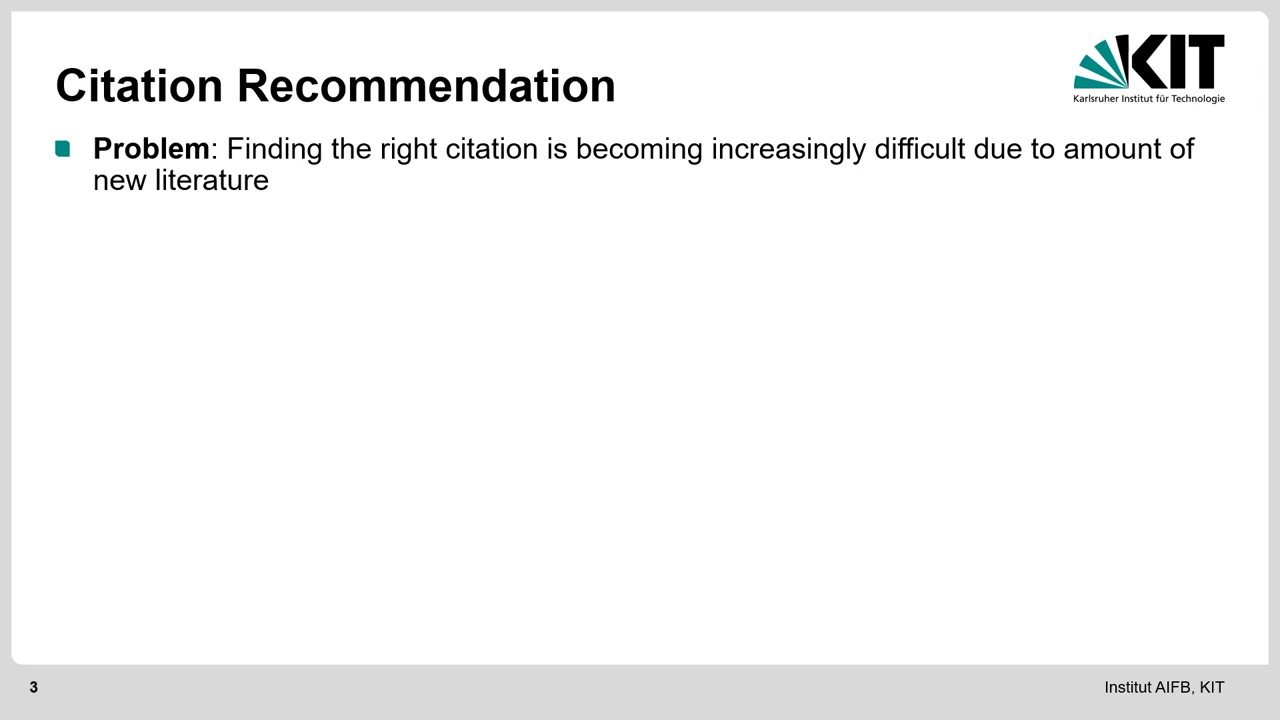 Citation Recommendation
KIT
Karlsruher Institut für Technologie
Problem: Finding the right citation is becoming increasingly difficult due to amount of
new literature
3
Institut AIFB, KIT